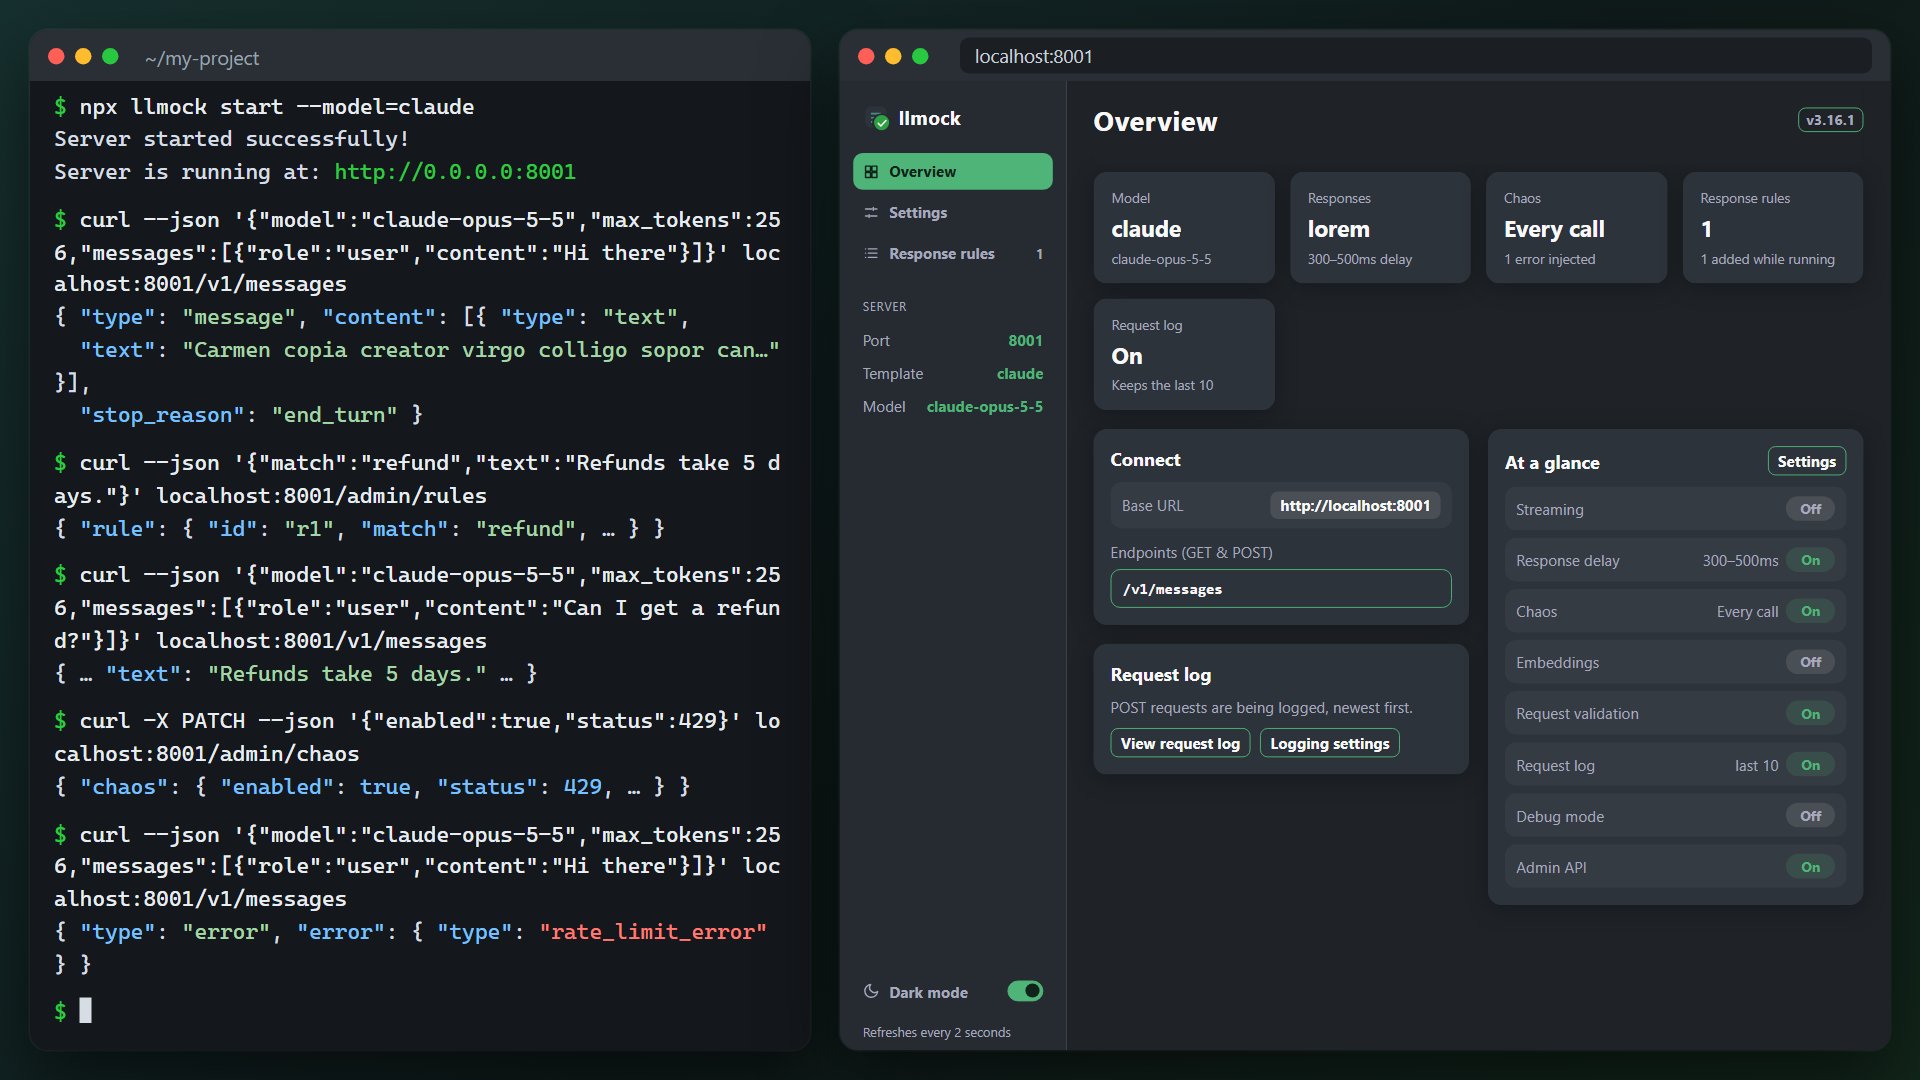 ~/my-project
$ npx llmock start --model=claude
Server started successfully!
Server is running at: http://0.0.0.0:8001
$ curl --json '{"model":"claude-opus-5-5","max_tokens":25
6,"messages":[{"role":"user","content":"Hi there"}]}' loc
alhost:8001/v1/messages
{ "type": "message", "content": [{ "type": "text",
"text": "Carmen copia creator virgo colligo sopor can…"
}],
"stop_reason": "end_turn" }
$ curl --json '{"match":"refund","text":"Refunds take 5 d
ays."}' localhost:8001/admin/rules
{ "rule": { "id": "r1", "match": "refund", … } }
$ curl --json '{"model":"claude-opus-5-5","max_tokens":25
6,"messages":[{"role":"user","content":"Can I get a refun
d?"}]}' localhost:8001/v1/messages
{ … "text": "Refunds take 5 days." … }
$ curl -X PATCH --json '{"enabled":true,"status":429}' lo
calhost:8001/admin/chaos
{ "chaos": { "enabled": true, "status": 429, … } }
$ curl --json '{"model":"claude-opus-5-5","max_tokens":25
6,"messages":[{"role":"user","content":"Hi there"}]}' loc
alhost:8001/v1/messages
{ "type": "error", "error": { "type": "rate_limit_error"
} }
$
localhost:8001
llmock
Overview
Settings
Response rules 1
SERVER
Port 8001
Template claude
Model claude-opus-5-5
Dark mode
Refreshes every 2 seconds
Overview
v3.16.1
Model
claude
claude-opus-5-5
Responses
lorem
300–500ms delay
Chaos
Every call
1 error injected
Response rules
1
1 added while running
Request log
On
Keeps the last 10
Connect
Base URL http://localhost:8001
Endpoints (GET & POST)
/v1/messages
Request log
POST requests are being logged, newest first.
View request log Logging settings
At a glance Settings
Streaming Off
Response delay 300–500ms On
Chaos Every call On
Embeddings Off
Request validation On
Request log last 10 On
Debug mode Off
Admin API On